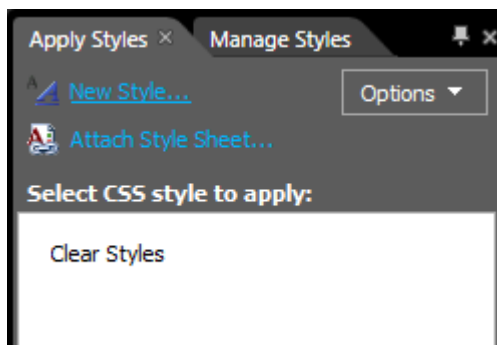 Apply Styles × Manage Styles
New Style... Options
Attach Style Sheet...
Select CSS style to apply:
Clear Styles